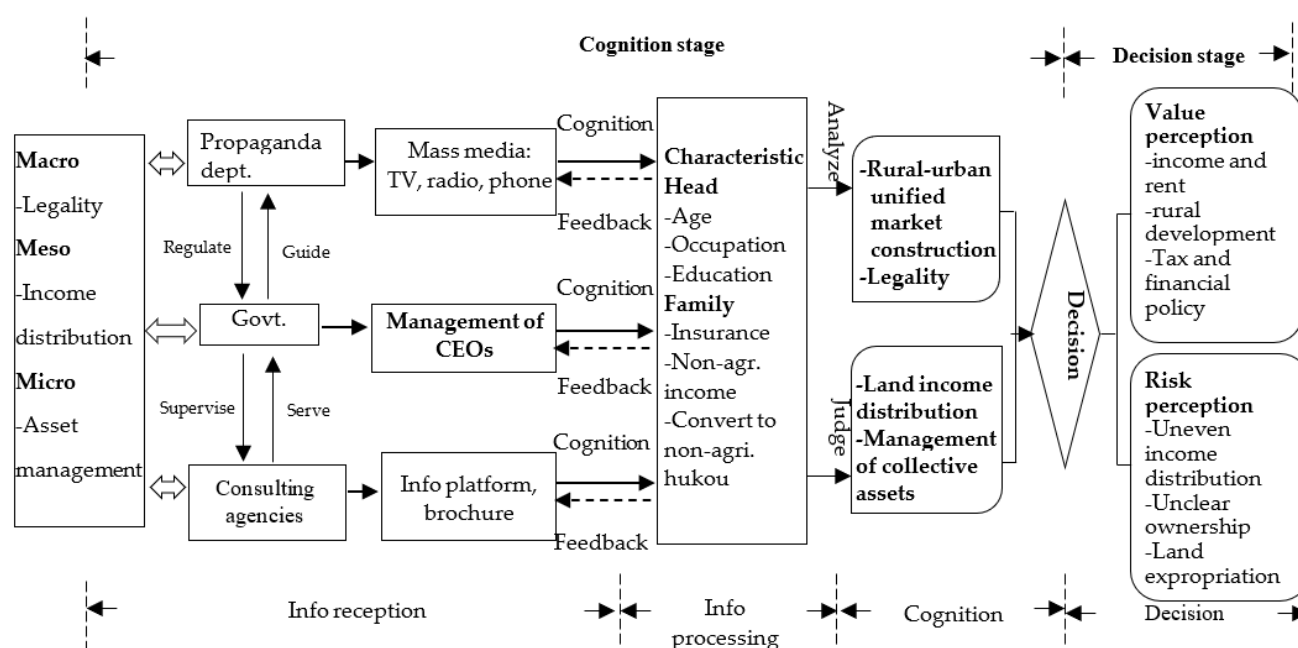 Cognition stage
Decision stage
Macro
-Legality
Meso
-Income
distribution
Micro
-Asset
management
Propaganda
dept.
Regulate
Guide
Govt.
Supervise
Serve
Consulting
agencies
Mass media:
TV, radio, phone
Management of
CEOs
Info platform,
brochure
Cognition
Feedback
Cognition
Feedback
Cognition
Feedback
Characteristic
Head
-Age
-Occupation
-Education
Family
-Insurance
-Non-agr.
income
-Convert to
non-agri.
hukou
Analyze
Judge
-Rural-urban
unified
market
construction
-Legality
-Land income
distribution
-Management
of collective
assets
Decision
Value
perception
-income and
rent
-rural
development
-Tax and
financial
policy
Risk
perception
-Uneven
income
distribution
-Unclear
ownership
-Land
expropriation
Info reception
Info
processing
Cognition
Decision